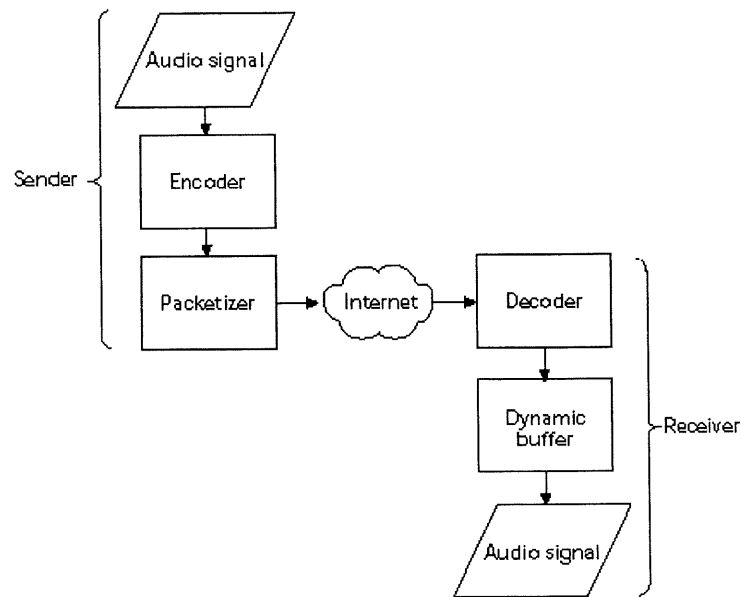 Audio signal
Sender
Encoder
Packetizer
Internet
Decoder
Dynamic
buffer
Receiver
Audio signal